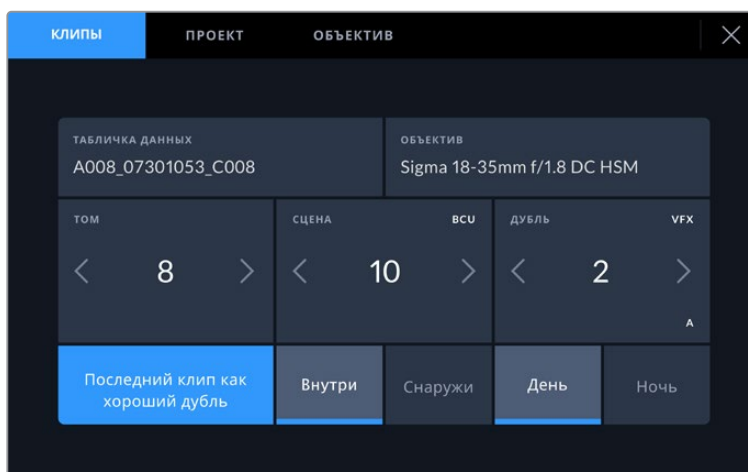 КЛИПЫ ПРОЕКТ ОБЪЕКТИВ
ТАБЛИЧКА ДАННЫХ
A008_07301053_C008
ОБЪЕКТИВ
Sigma 18-35mm f/1.8 DC HSM
ТОМ
8
СЦЕНА BCU
10
ДУБЛЬ VFX
2
A
Последний клип как
хороший дубль
Внутри
Снаружи
День
Ночь